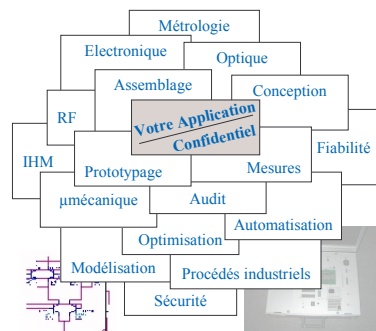 Métrologie
Electronique
Optique
Assemblage
Conception
RF
Votre Application
Confidentiel
IHM
Fiabilité
Prototypage
Mesures
µmécanique
Audit
Automatisation
Optimisation
Modélisation
Procédés industriels
Sécurité